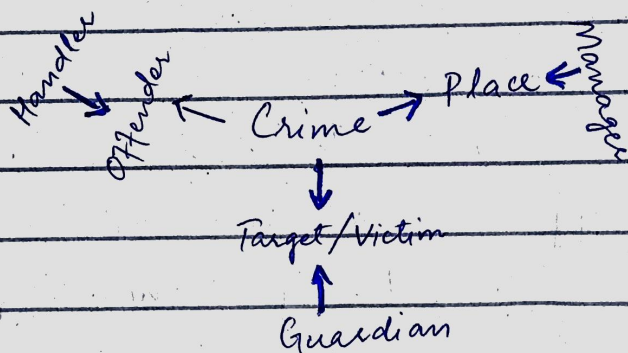 Handler
Offender
Crime
Place
Manager
Target/Victim
Guardian